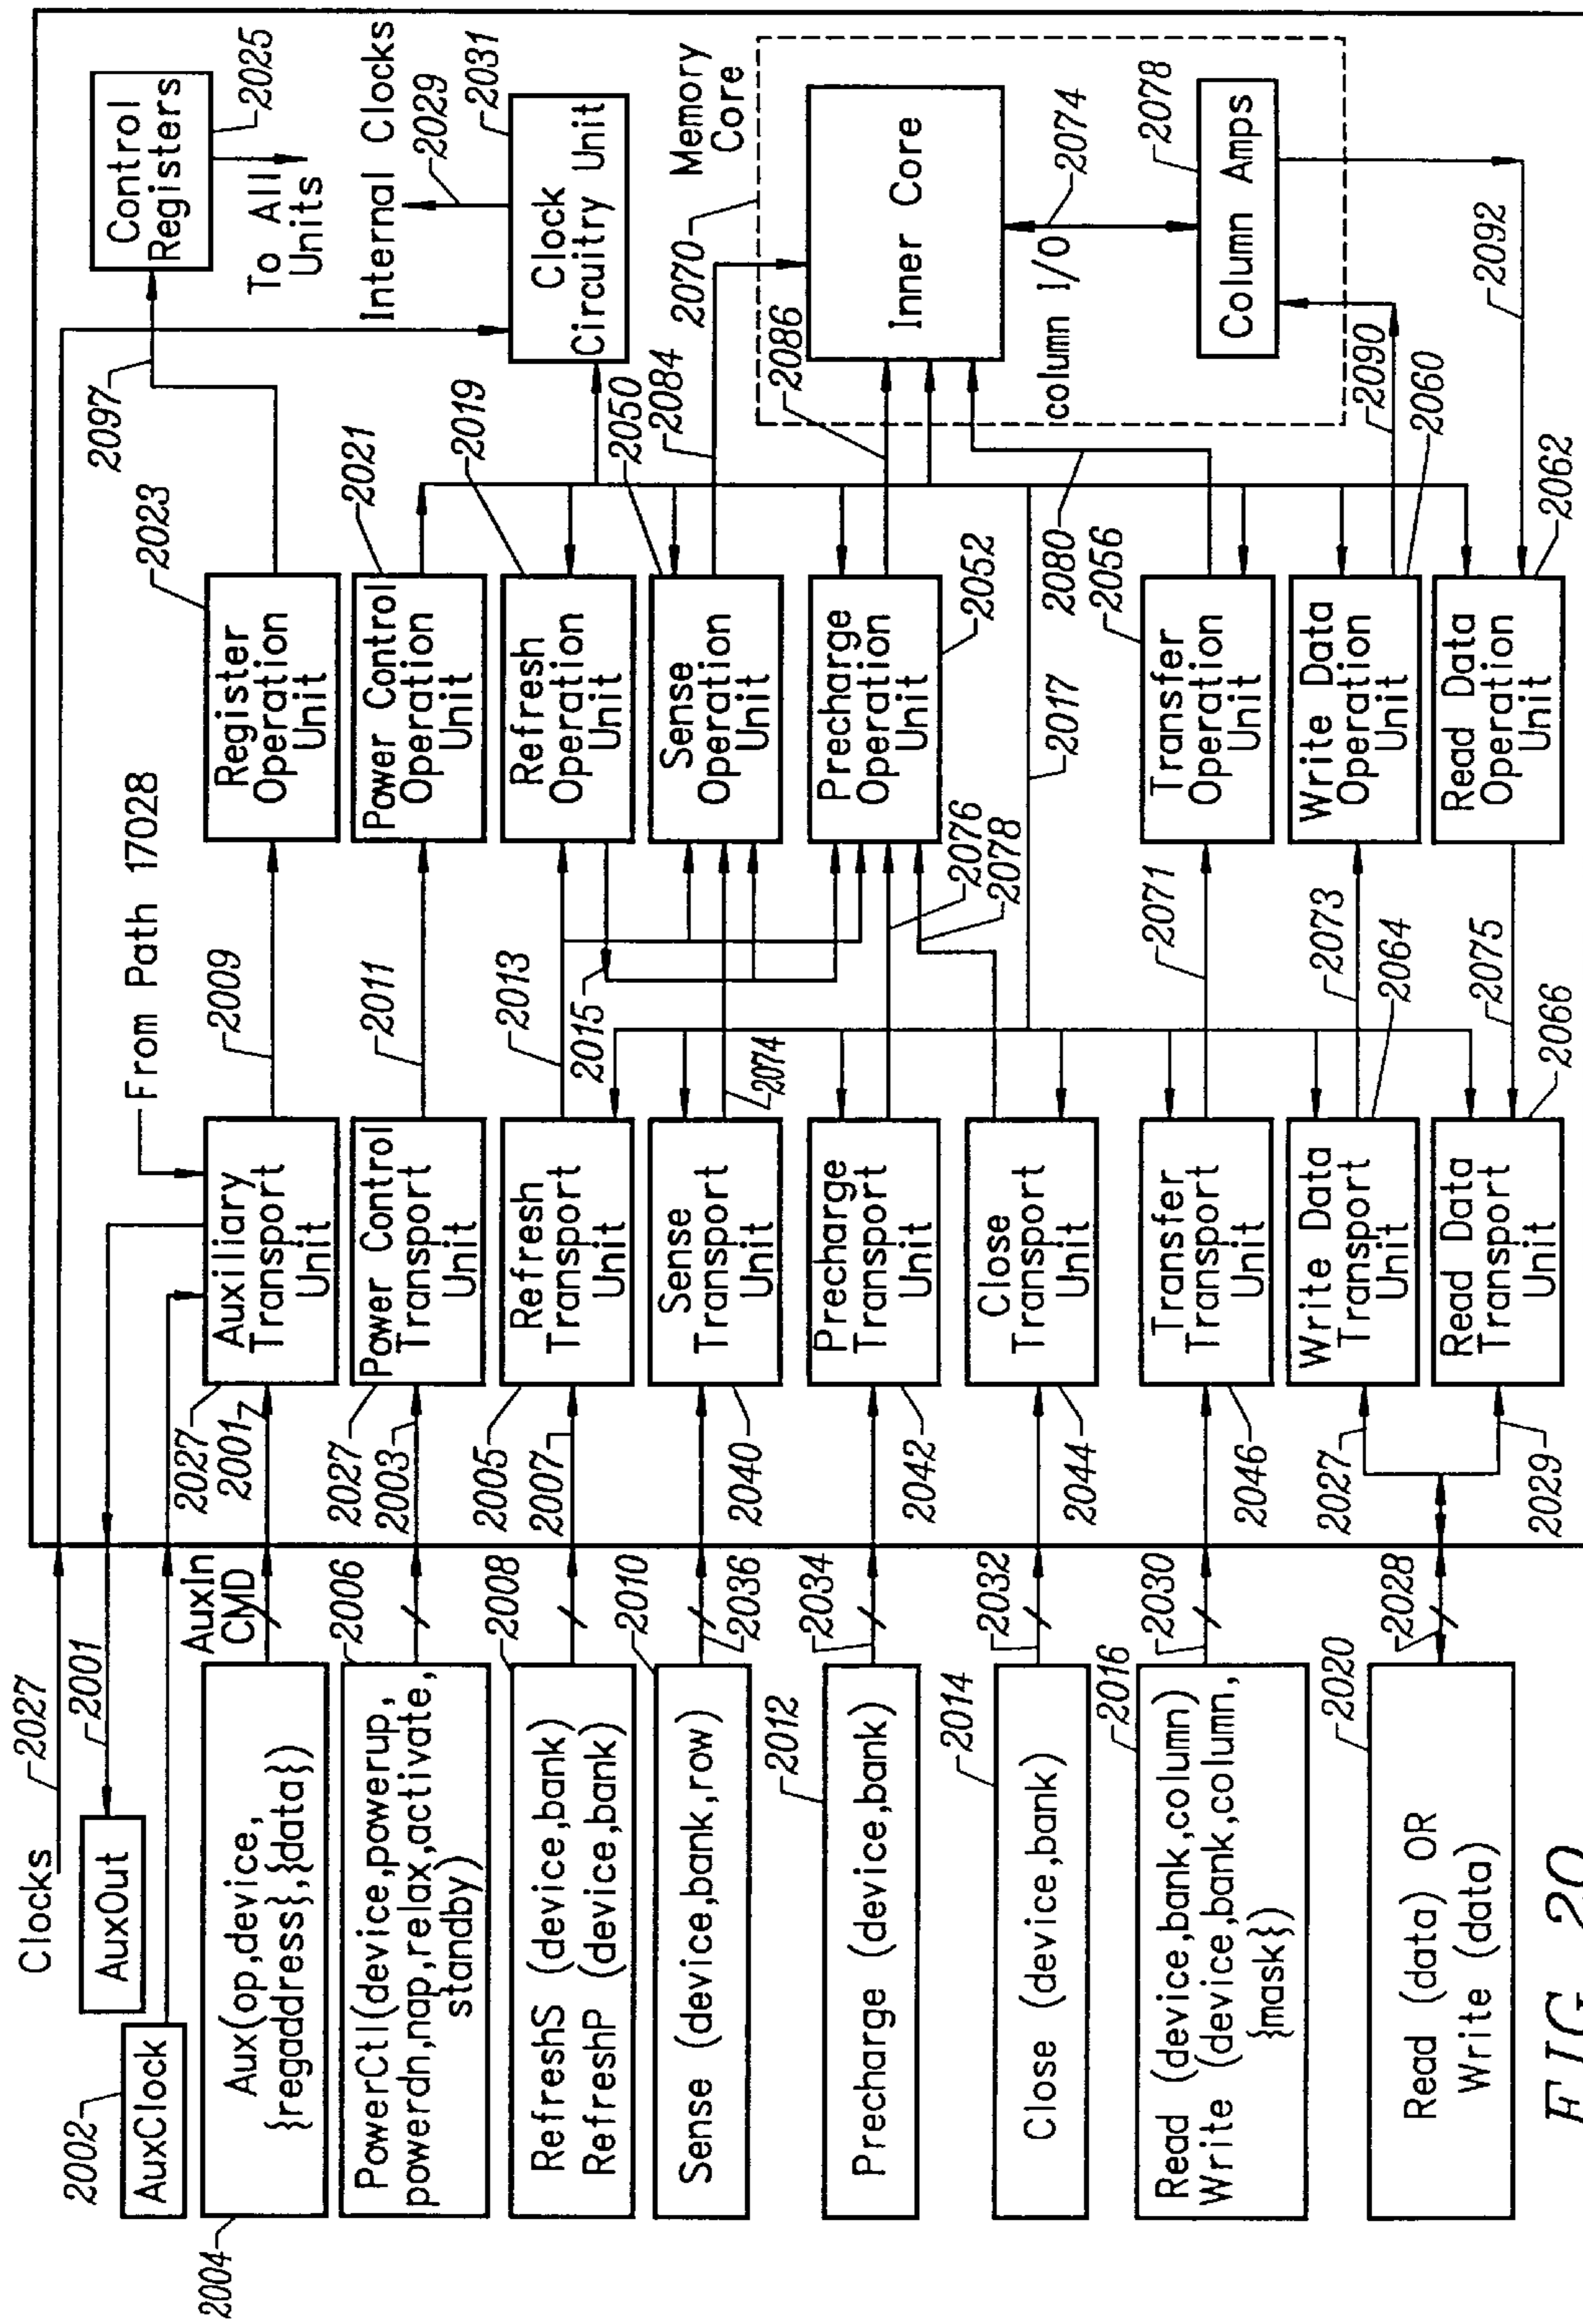 Clocks
2027
2001
AuxOut
2002
AuxClock
2004
Aux(op,device,
{regaddress},{data})
AuxIn
CMD
2006
PowerCtl(device,powerup,
powerdn,nap,relax,activate,
standby)
2008
RefreshS (device,bank)
RefreshP (device,bank)
2010
Sense (device,bank,row)
2036
2012
Precharge (device,bank)
2034
2014
Close (device,bank)
2032
2016
Read (device,bank,column)
Write (device,bank,column,
{mask})
2030
2020
Read (data) OR
Write (data)
2028
From Path 17028
2027
2001
Auxiliary
Transport
Unit
2009
2027
2003
Power Control
Transport
Unit
2011
2005
2007
Refresh
Transport
Unit
2013
2015
Sense
Transport
Unit
2040
2074
Precharge
Transport
Unit
2042
2076
2078
Close
Transport
Unit
2044
Transfer
Transport
Unit
2046
2071
2027
Write Data
Transport
Unit
2073
2064
2029
Read Data
Transport
Unit
2075
2066
2017
Register
Operation
Unit
2023
2097
Power Control
Operation
Unit
2021
Refresh
Operation
Unit
2019
Sense
Operation
Unit
2050
2084
Precharge
Operation
Unit
2052
2086
2080
Transfer
Operation
Unit
2056
Write Data
Operation
Unit
2060
2090
Read Data
Operation
Unit
2062
2092
Control
Registers
2025
To All
Units
Internal Clocks
2029
Clock
Circuitry Unit
2031
2070
Memory
Core
Inner Core
column I/O
2074
Column Amps
2078
FIG 20